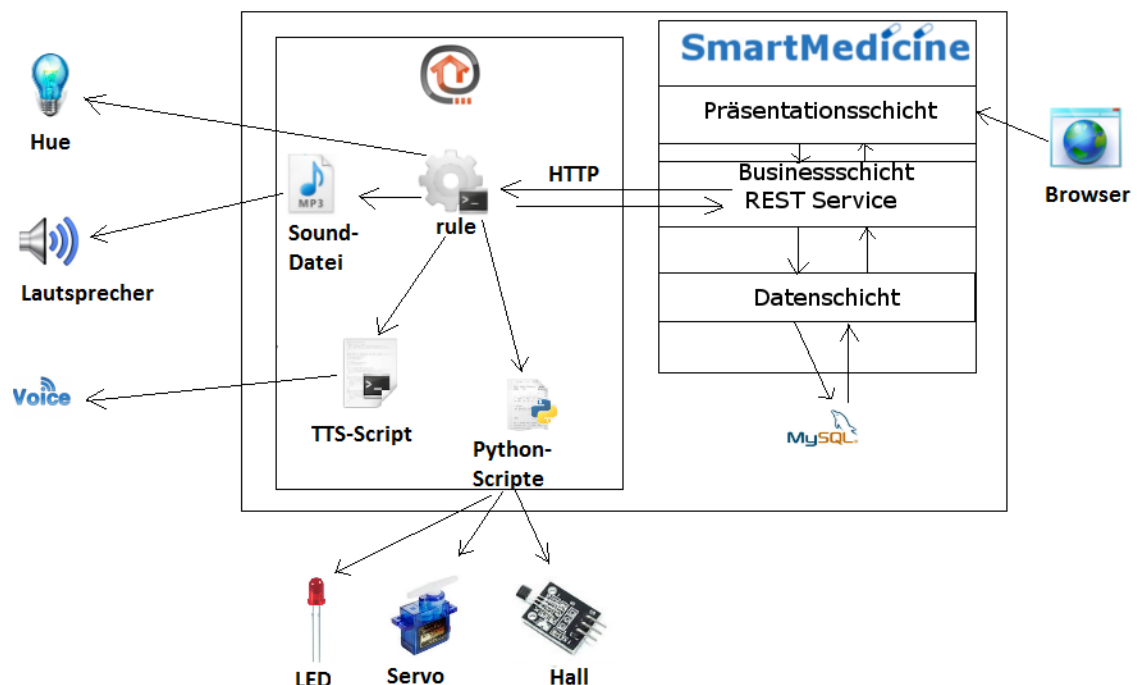 SmartMedicine
Präsentationsschicht
Businessschicht
REST Service
Datenschicht
MySQL
Browser
HTTP
rule
MP3
Sound-
Datei
>_
TTS-Script
>_
Python-
Scripte
Hue
Lautsprecher
Voice
LED
Servo
Hall